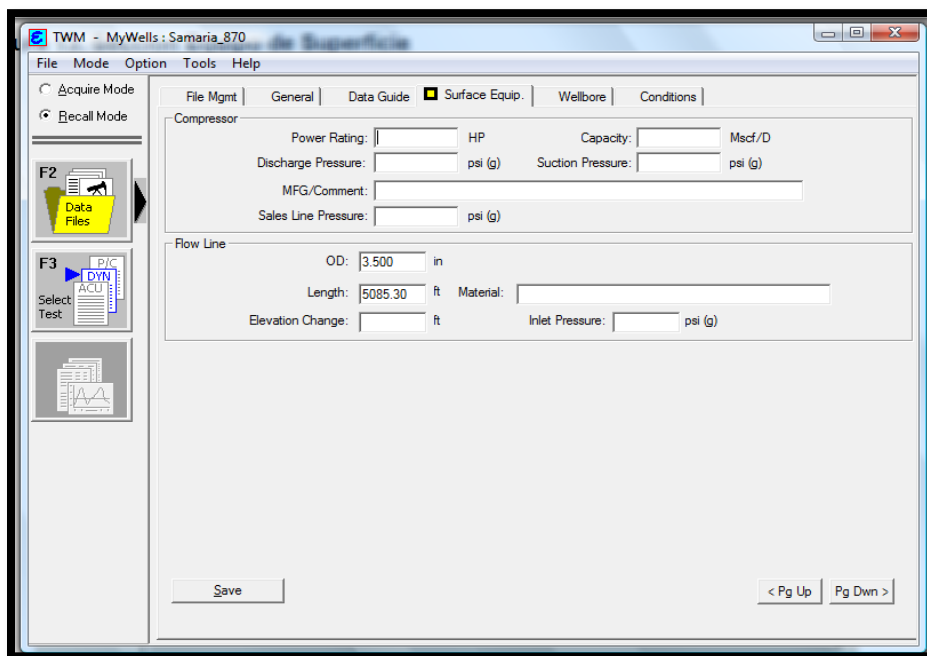 de Superficie
TWM - MyWells : Samaria_870
File Mode Option Tools Help
Acquire Mode
Recall Mode
F2
Data
Files
F3
P/C
DYN
ACU
Select
Test
File Mgmt General Data Guide Surface Equip. Wellbore Conditions
Compressor
Power Rating: HP Capacity: Mscf/D
Discharge Pressure: psi (g) Suction Pressure: psi (g)
MFG/Comment:
Sales Line Pressure: psi (g)
Flow Line
OD: 3.500 in
Length: 5085.30 ft Material:
Elevation Change: ft Inlet Pressure: psi (g)
Save < Pg Up Pg Dwn >